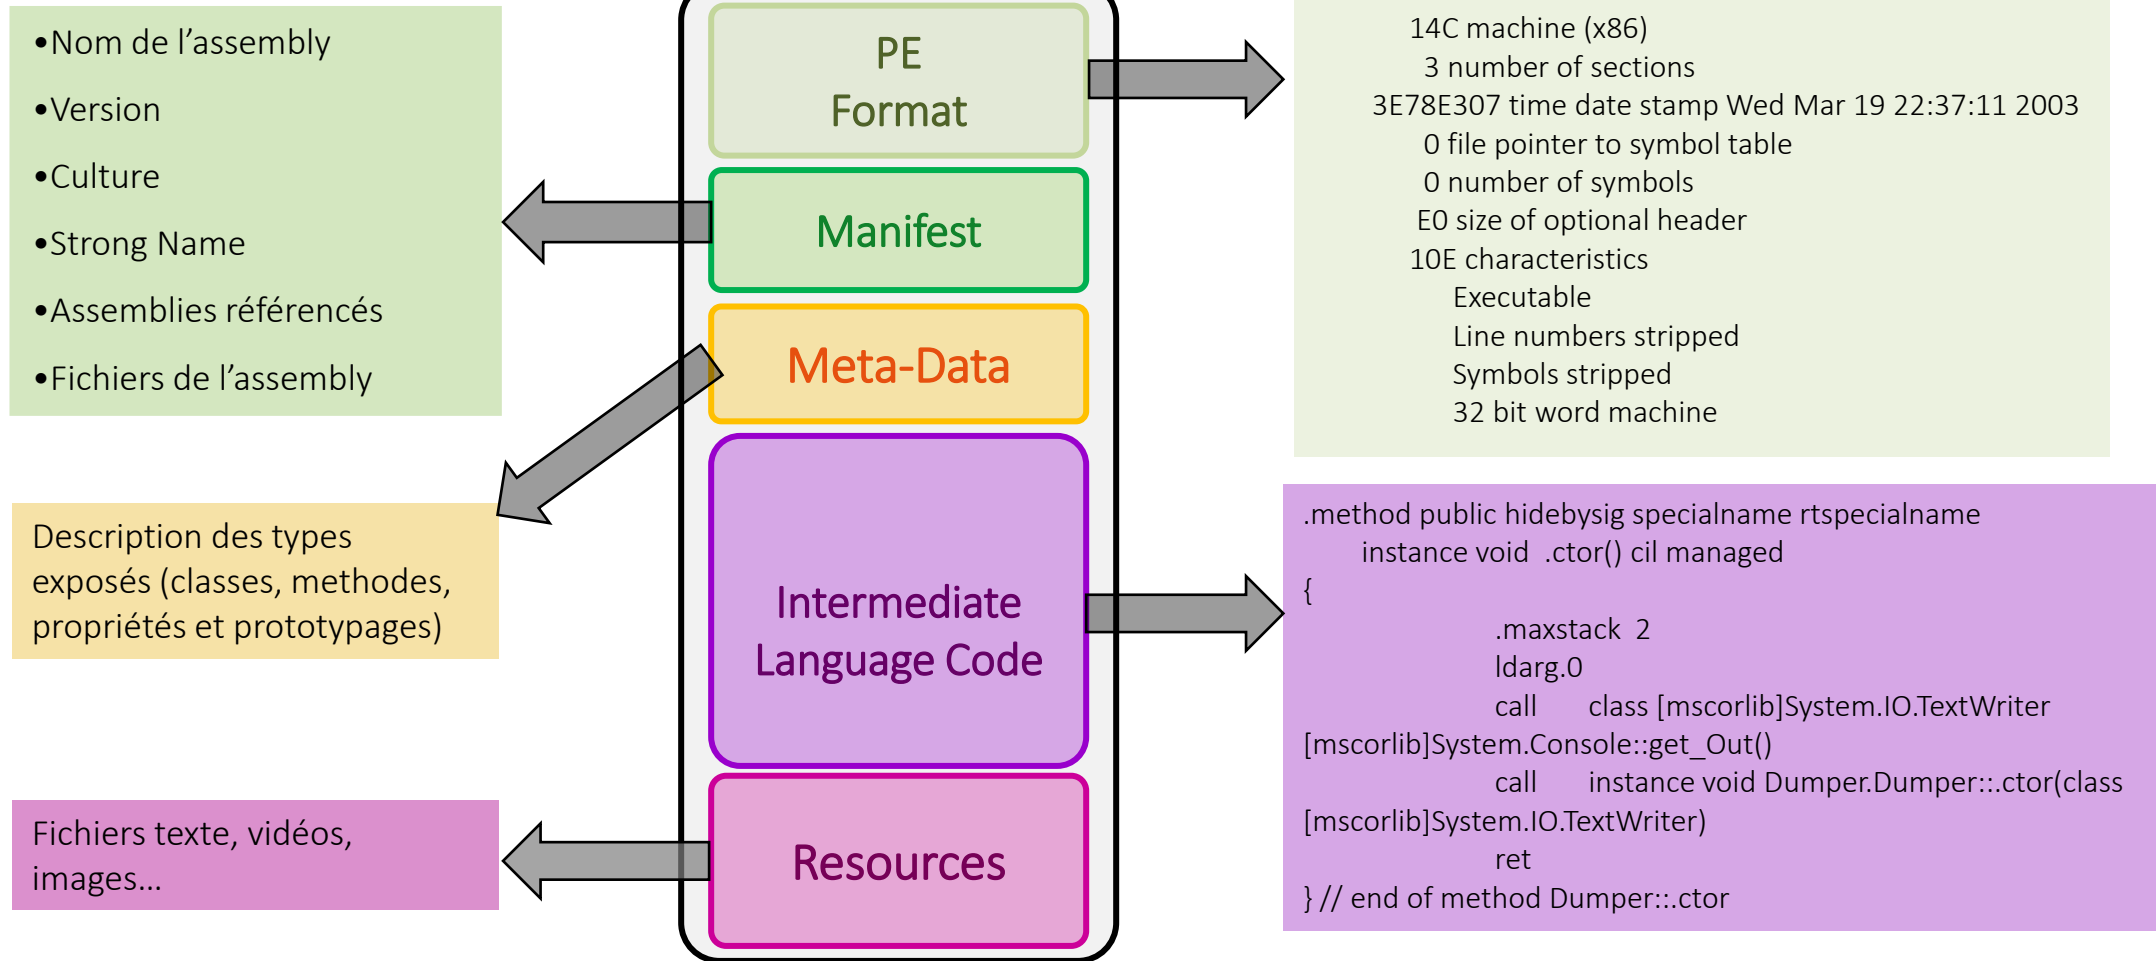 •Nom de l’assembly
•Version
•Culture
•Strong Name
•Assemblies référencés
•Fichiers de l’assembly
Description des types
exposés (classes, methodes,
propriétés et prototypages)
Fichiers texte, vidéos,
images...
PE
Format
Manifest
Meta-Data
Intermediate
Language Code
Resources
14C machine (x86)
3 number of sections
3E78E307 time date stamp Wed Mar 19 22:37:11 2003
0 file pointer to symbol table
0 number of symbols
E0 size of optional header
10E characteristics
Executable
Line numbers stripped
Symbols stripped
32 bit word machine
.method public hidebysig specialname rtspecialname
instance void .ctor() cil managed
{
.maxstack 2
ldarg.0
call class [mscorlib]System.IO.TextWriter
[mscorlib]System.Console::get_Out()
call instance void Dumper.Dumper::.ctor(class
[mscorlib]System.IO.TextWriter)
ret
} // end of method Dumper::.ctor